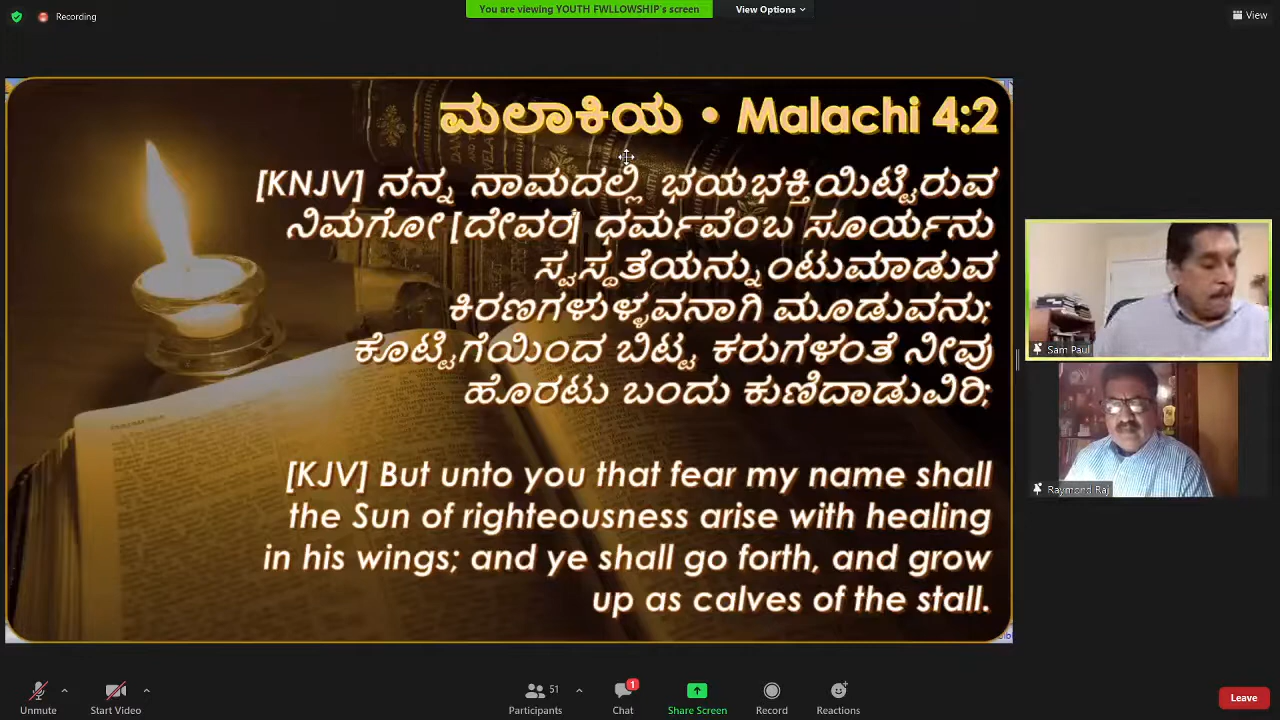 Recording
You are viewing YOUTH FWLLOWSHIP's screen
View Options
View
ಮಲಾಕಿಯ • Malachi 4:2
[KNJV] ನನ್ನ ನಾಮದಲ್ಲಿ ಭಯಭಕ್ತಿಯಿಟ್ಟಿರುವ
ನಿಮಗೋ [ದೇವರ] ಧರ್ಮವೆಂಬ ಸೂರ್ಯನು
ಸ್ವಸ್ಥತೆಯನ್ನುಂಟುಮಾಡುವ
ಕಿರಣಗಳುಳ್ಳವನಾಗಿ ಮೂಡುವನು;
ಕೊಟ್ಟಿಗೆಯಿಂದ ಬಿಟ್ಟ ಕರುಗಳಂತೆ ನೀವು
ಹೊರಟು ಬಂದು ಕುಣಿದಾಡುವಿರಿ;
[KJV] But unto you that fear my name shall
the Sun of righteousness arise with healing
in his wings; and ye shall go forth, and grow
up as calves of the stall.
Sam Paul
Raymond Raj
Unmute
Start Video
51
Participants
1
Chat
Share Screen
Record
Reactions
Leave